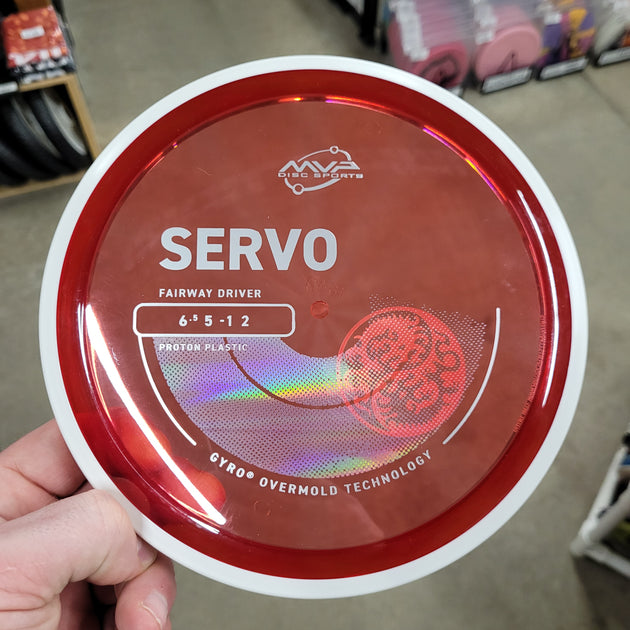 MVP
DISC SPORTS
SERVO
FAIRWAY DRIVER
6.5 5 -1 2
PROTON PLASTIC
GYRO® OVERMOLD TECHNOLOGY